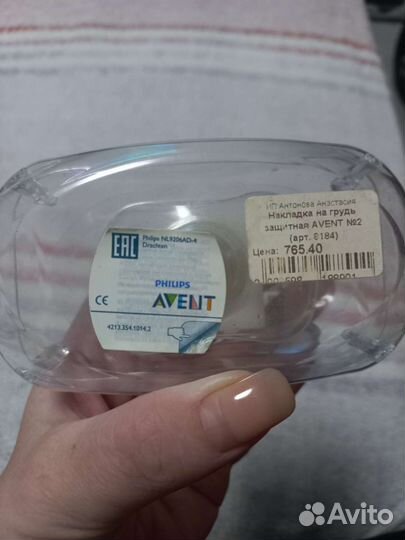 EAC
Philips NL9206AD-4
Drachten
PHILIPS
AVENT
CE
4213.354.1014.2
ИП Антонова Анастасия
Накладка на грудь
защитная AVENT №2
(арт. 8184)
Цена: 765.40
Avito